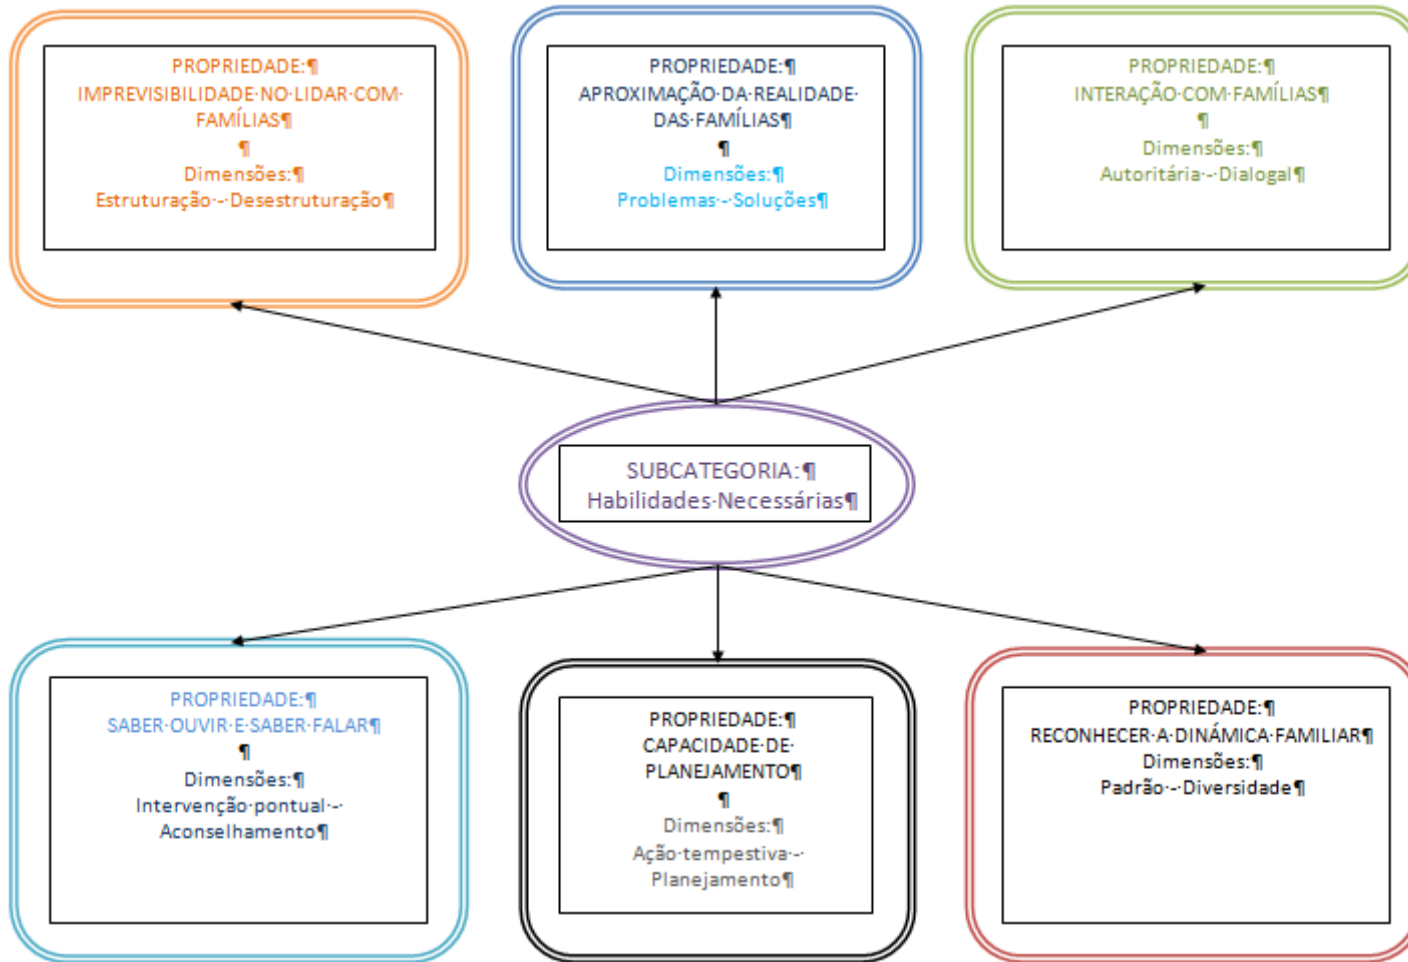 PROPRIEDADE:¶
IMPREVISIBILIDADE·NO·LIDAR·COM·
FAMÍLIAS¶
¶
Dimensões:¶
Estruturação·-·Desestruturação¶
PROPRIEDADE:¶
APROXIMAÇÃO·DA·REALIDADE·
DAS·FAMÍLIAS¶
¶
Dimensões:¶
Problemas·-·Soluções¶
PROPRIEDADE:¶
INTERAÇÃO·COM·FAMÍLIAS¶
¶
Dimensões:¶
Autoritária·-·Dialogal¶
SUBCATEGORIA:¶
Habilidades·Necessárias¶
PROPRIEDADE:¶
SABER·OUVIR·E·SABER·FALAR¶
¶
Dimensões:¶
Intervenção·pontual·-·
Aconselhamento¶
PROPRIEDADE:¶
CAPACIDADE·DE·
PLANEJAMENTO¶
¶
Dimensões:¶
Ação·tempestiva·-·
Planejamento¶
PROPRIEDADE:¶
RECONHECER·A·DINÁMICA·FAMILIAR¶
Dimensões:¶
Padrão·-·Diversidade¶